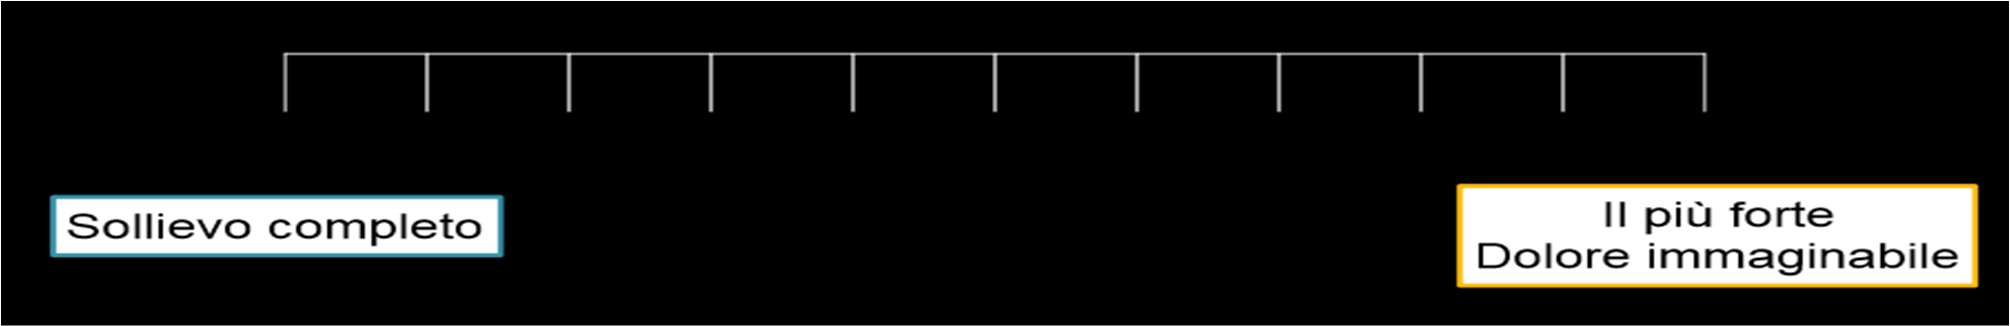 Sollievo completo
Il più forte
Dolore immaginabile